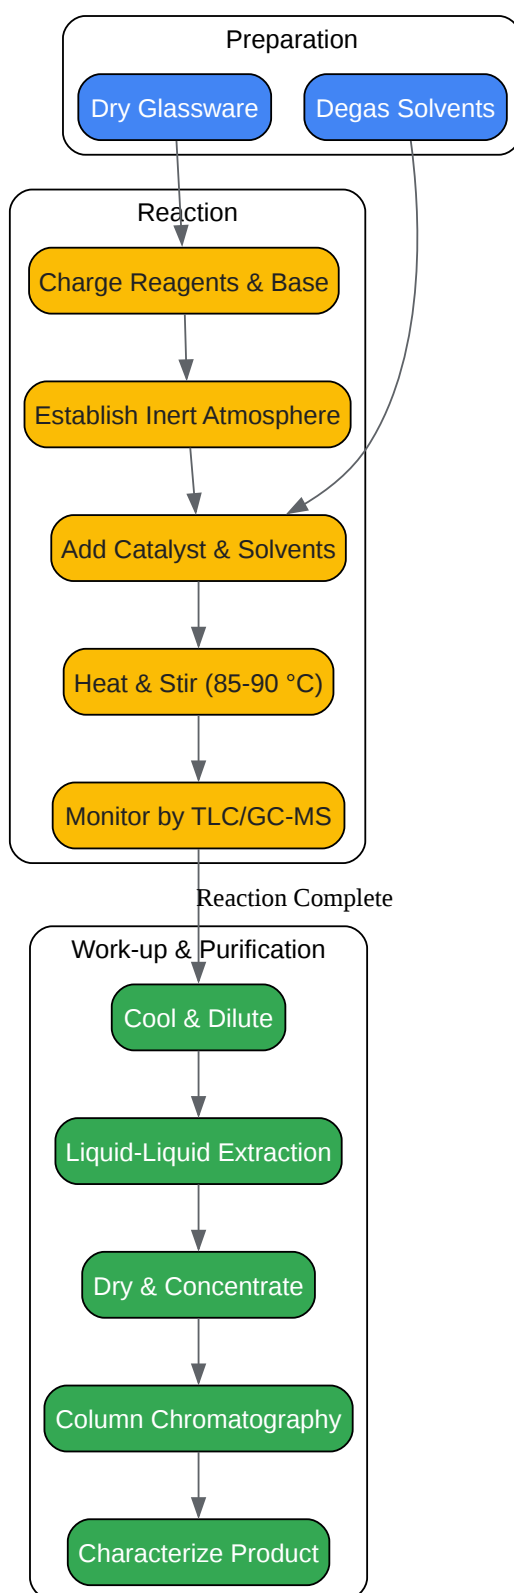 Preparation
Dry Glassware
Degas Solvents
Reaction
Charge Reagents & Base
Establish Inert Atmosphere
Add Catalyst & Solvents
Heat & Stir (85-90 °C)
Monitor by TLC/GC-MS
Reaction Complete
Work-up & Purification
Cool & Dilute
Liquid-Liquid Extraction
Dry & Concentrate
Column Chromatography
Characterize Product